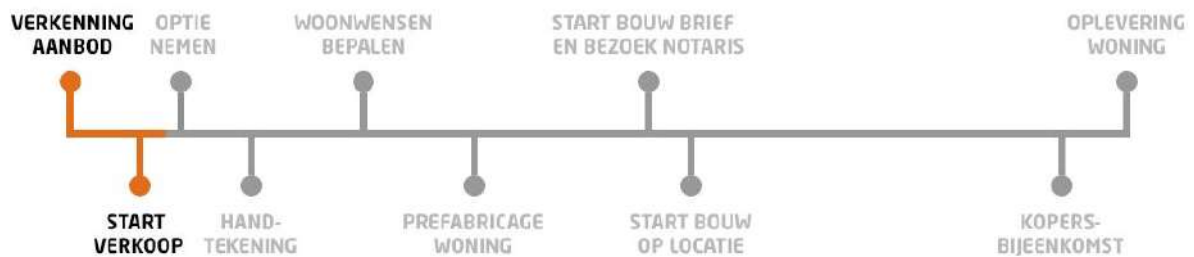 VERKENNING
AANBOD
OPTIE
NEMEN
WOONWENSEN
BEPALEN
START BOUW BRIEF
EN BEZOEK NOTARIS
OPLEVERING
WONING
START
VERKOOP
HAND-
TEKENING
PREFABRICAGE
WONING
START BOUW
OP LOCATIE
KOPERS-
BIJEENKOMST